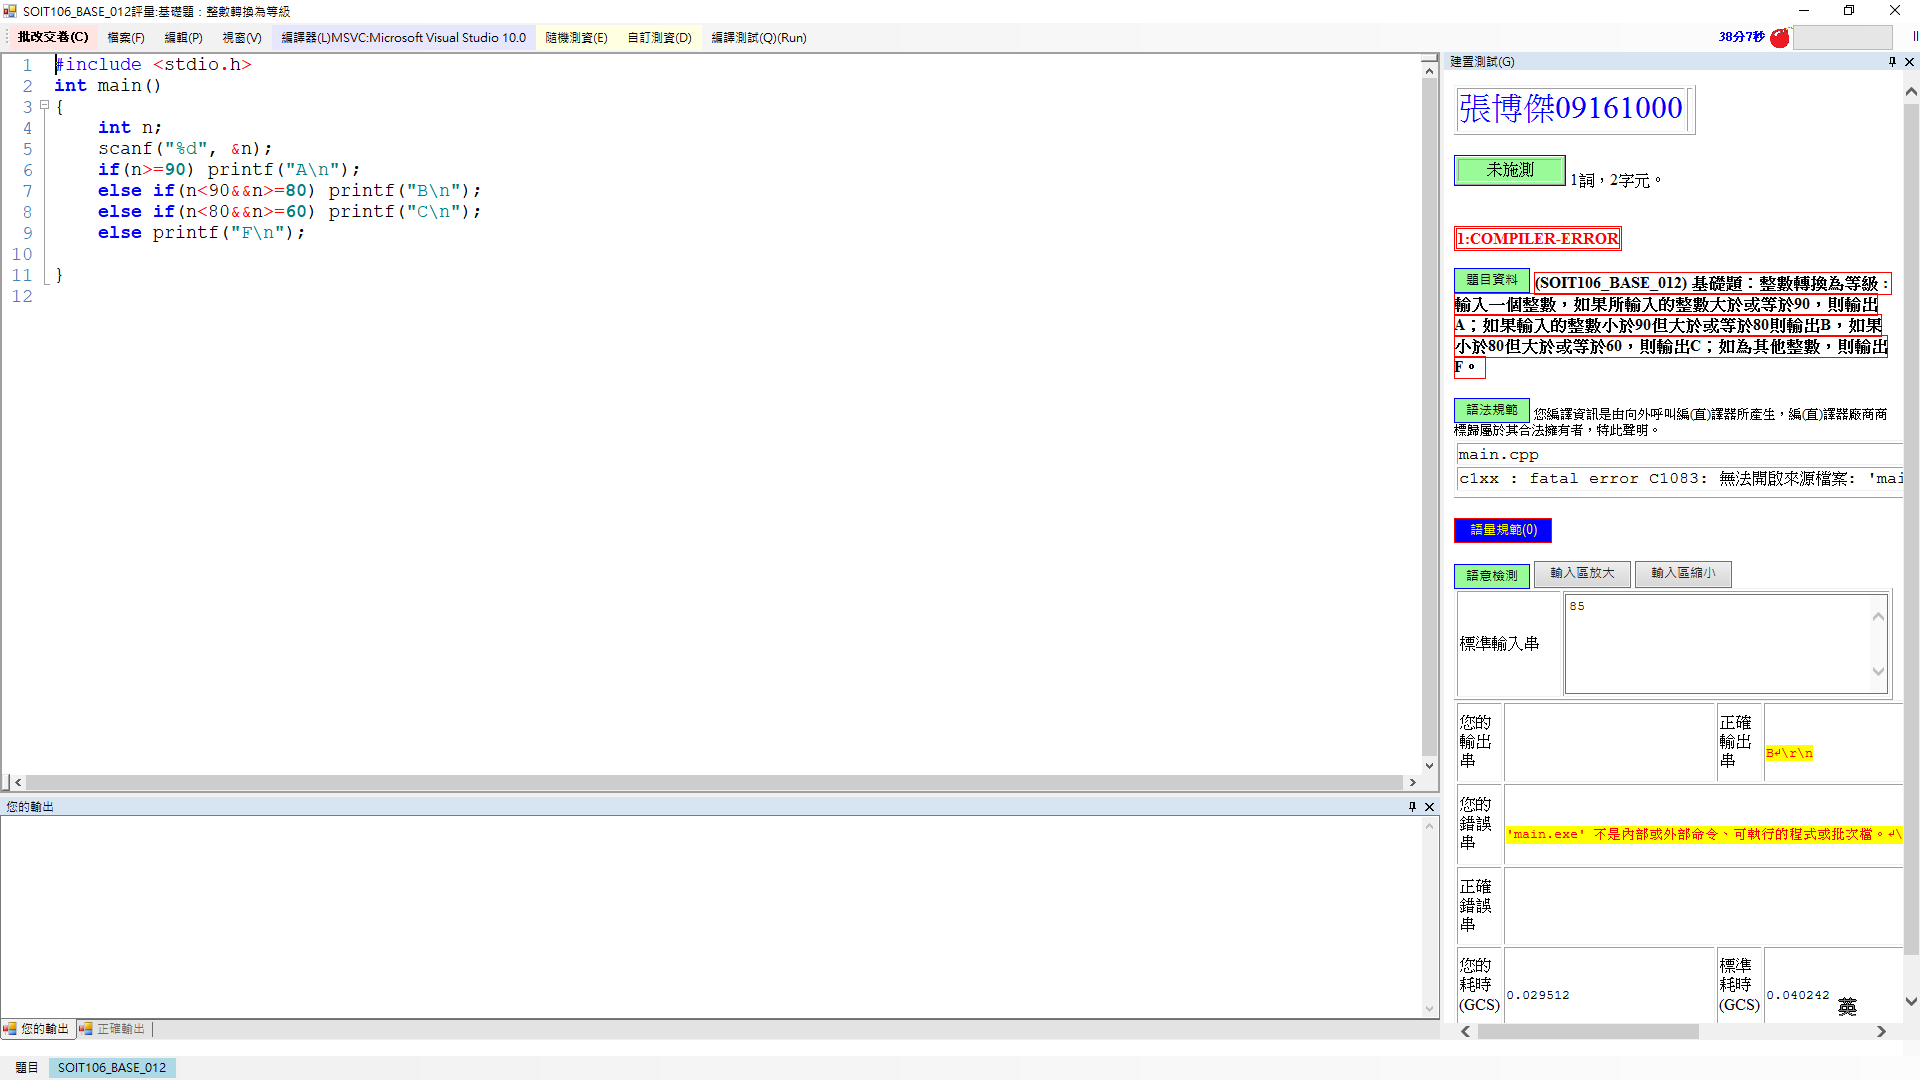 SOIT106_BASE_012評量:基礎題：整數轉換為等級
批改交卷(C) 檔案(F) 編輯(P) 視窗(V) 編譯器(L)MSVC:Microsoft Visual Studio 10.0 隨機測資(E) 自訂測資(D) 編譯測試(Q)(Run) 38分7秒
1 #include <stdio.h>
2 int main()
3 {
4 int n;
5 scanf("%d", &n);
6 if(n>=90) printf("A\n");
7 else if(n<90&&n>=80) printf("B\n");
8 else if(n<80&&n>=60) printf("C\n");
9 else printf("F\n");
10
11 }
12
您的輸出
您的輸出 正確輸出
題目 SOIT106_BASE_012
建置測試(G)
張博傑09161000
未施測 1詞，2字元。
1:COMPILER-ERROR
題目資料 (SOIT106_BASE_012) 基礎題：整數轉換為等級：
輸入一個整數，如果所輸入的整數大於或等於90，則輸出
A；如果輸入的整數小於90但大於或等於80則輸出B，如果
小於80但大於或等於60，則輸出C；如為其他整數，則輸出
F。
語法規範 您編譯資訊是由向外呼叫編(直)譯器所產生，編(直)譯器廠商商
標歸屬於其合法擁有者，特此聲明。
main.cpp
c1xx : fatal error C1083: 無法開啟來源檔案: 'mai
語量規範(0)
語意檢測 輸入區放大 輸入區縮小
標準輸入串 85
您的
輸出
串
正確
輸出
串
B↲\r\n
您的
錯誤
串
'main.exe' 不是內部或外部命令、可執行的程式或批次檔。↲\
正確
錯誤
串
您的
耗時
(GCS)
0.029512
標準
耗時
(GCS)
0.040242
英